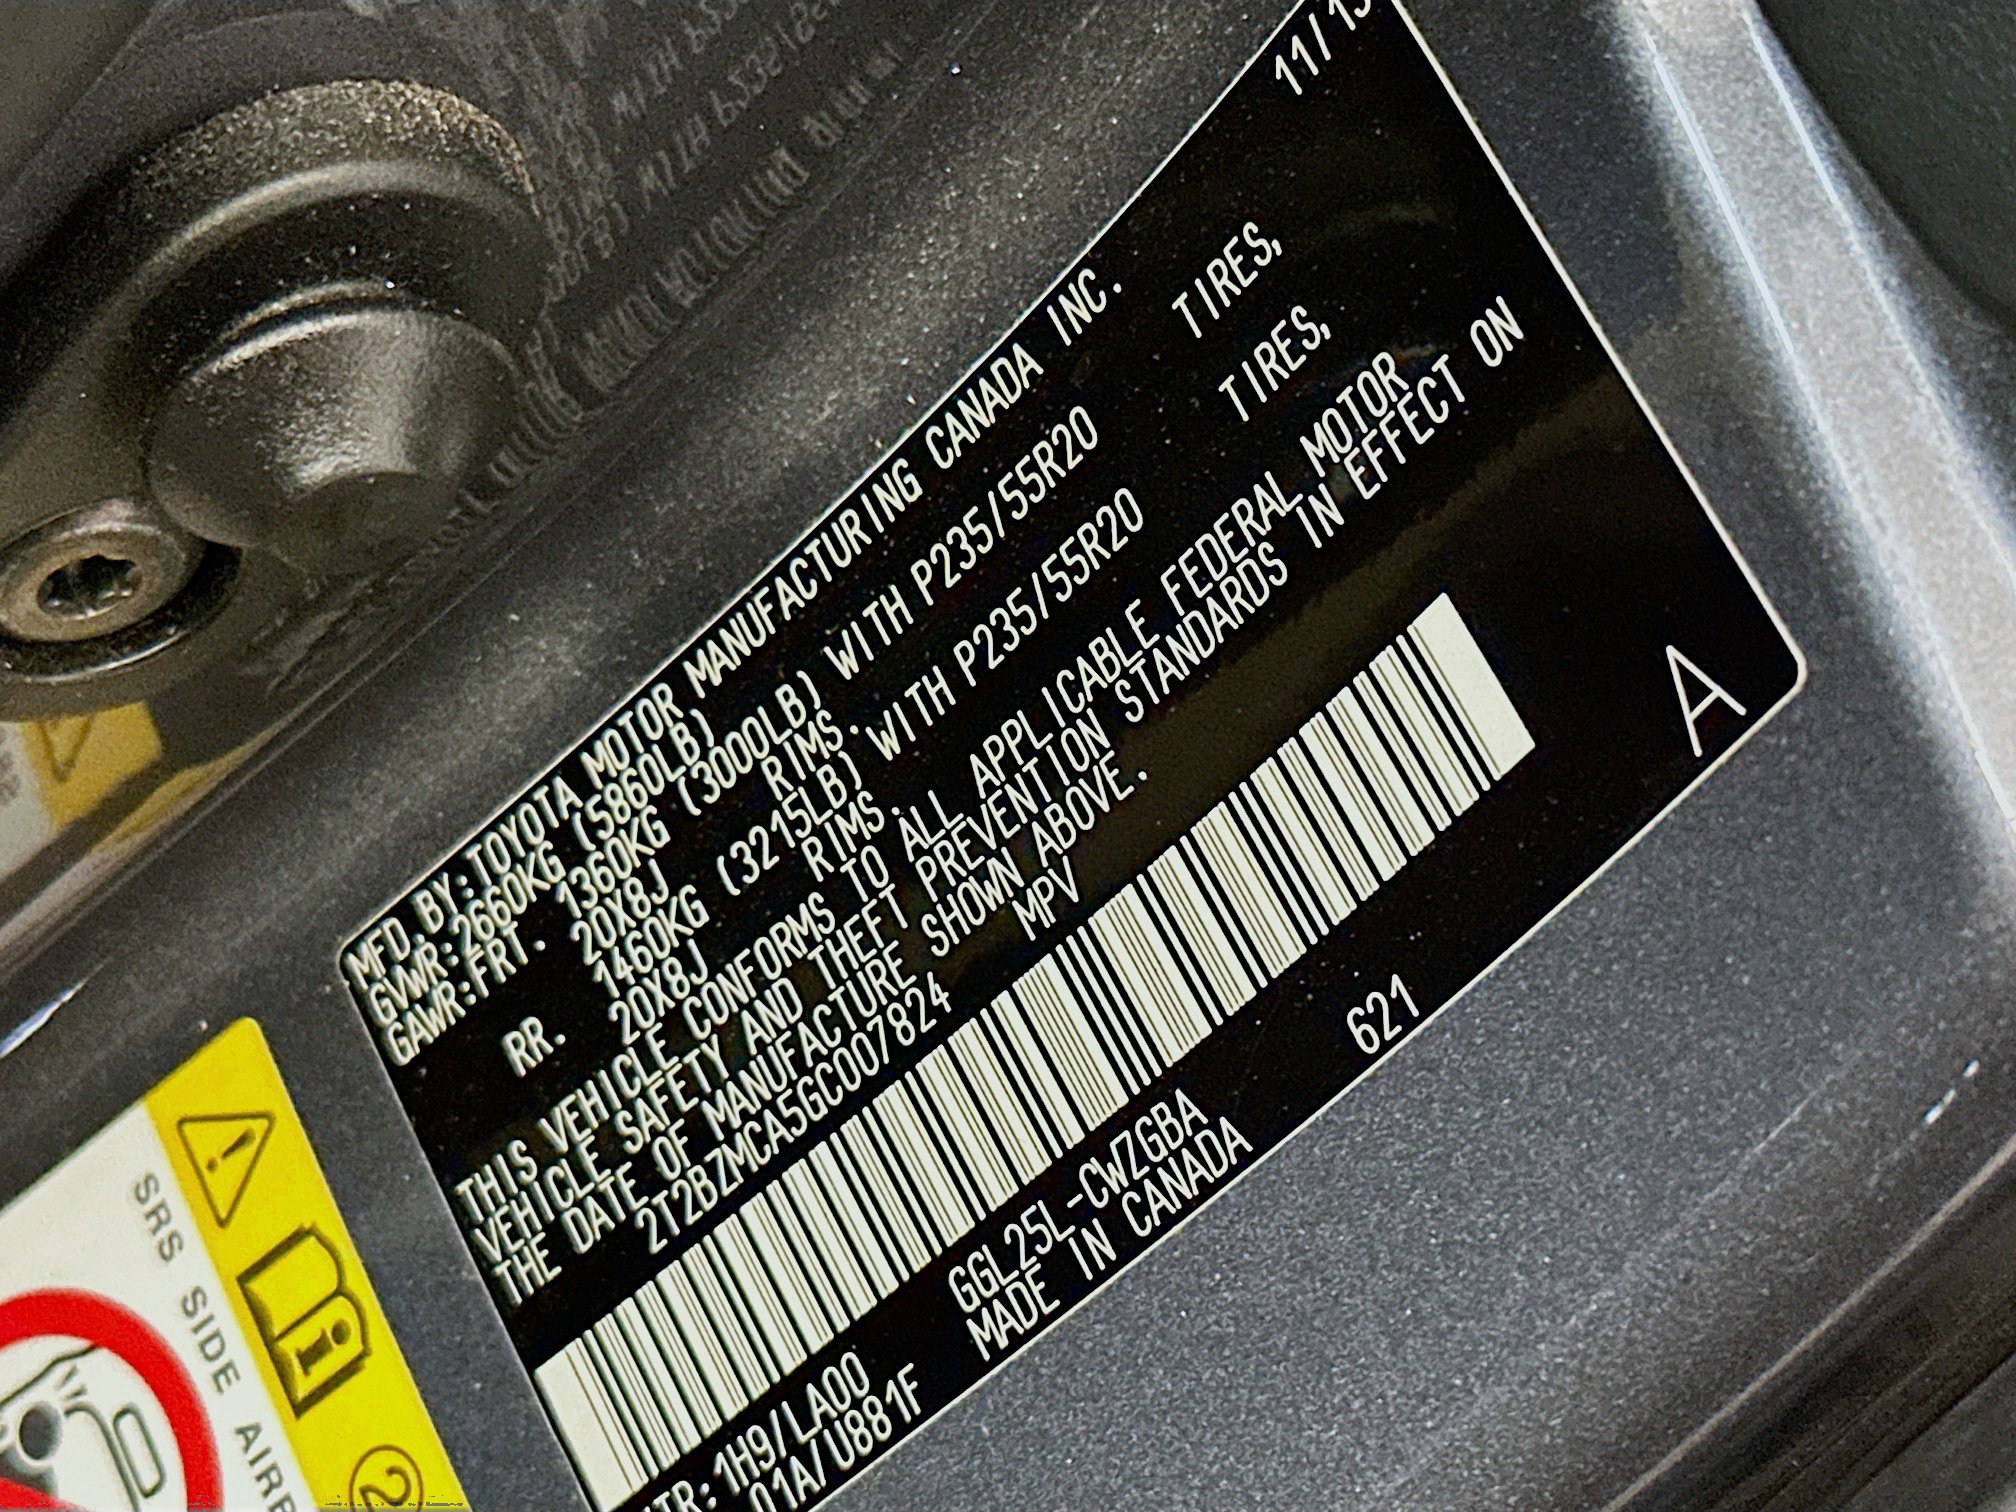 11/15
MFD.BY:TOYOTA MOTOR MANUFACTURING CANADA INC.
GVWR:2660KG (5860LB)
GAWR:FRT. 1360KG (3000LB) WITH P235/55R20 TIRES,
20X8J RIMS.
RR. 1460KG (3215LB) WITH P235/55R20 TIRES,
20X8J RIMS.
THIS VEHICLE CONFORMS TO ALL APPLICABLE FEDERAL MOTOR
VEHICLE SAFETY AND THEFT PREVENTION STANDARDS IN EFFECT ON
THE DATE OF MANUFACTURE SHOWN ABOVE.
2T2BZMCA5GC007824 MPV
A
/TR:1H9/LA00
01A/U881F
GGL25L-CWZGBA
MADE IN CANADA
621
SRS SIDE
2